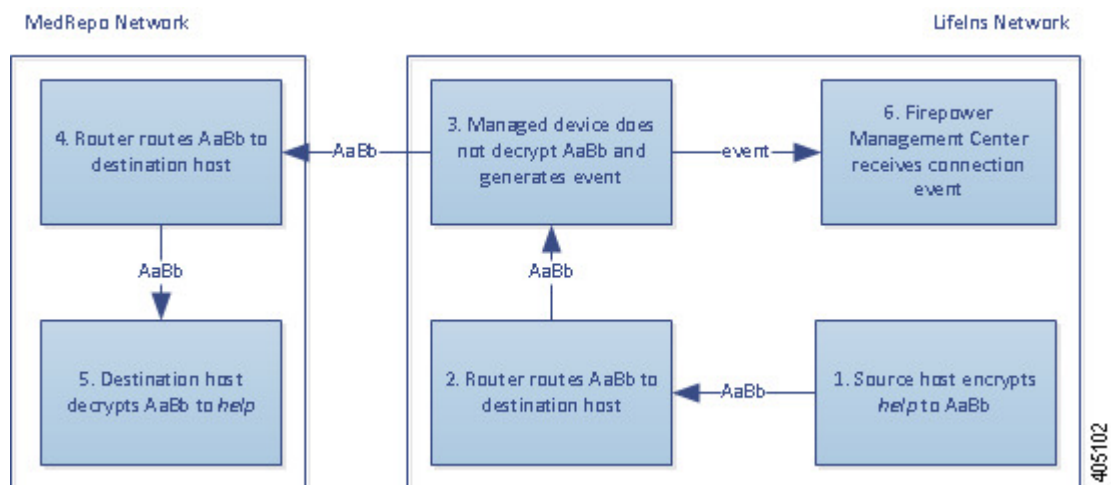 MedRepo Network
LifeIns Network
4. Router routes AaBb to
destination host
AaBb
3. Managed device does
not decrypt AaBb and
generates event
event
6. Firepower
Management Center
receives connection
event
AaBb
AaBb
5. Destination host
decrypts AaBb to help
2. Router routes AaBb to
destination host
AaBb
1. Source host encrypts
help to AaBb
405102